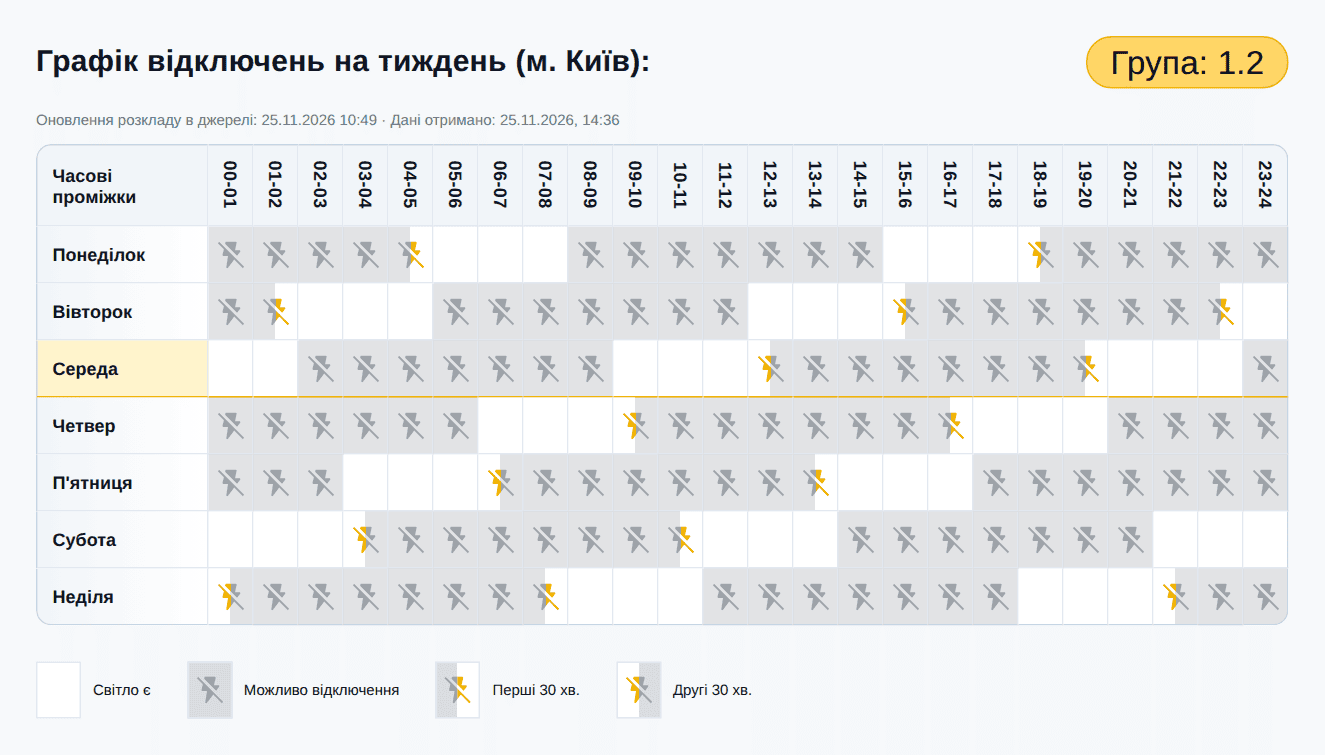 Графік відключень на тиждень (м. Київ):
Група: 1.2
Оновлення розкладу в джерелі: 25.11.2026 10:49 · Дані отримано: 25.11.2026, 14:36
Часові
проміжки
00-01
01-02
02-03
03-04
04-05
05-06
06-07
07-08
08-09
09-10
10-11
11-12
12-13
13-14
14-15
15-16
16-17
17-18
18-19
19-20
20-21
21-22
22-23
23-24
Понеділок
Вівторок
Середа
Четвер
П'ятниця
Субота
Неділя
Світло є
Можливо відключення
Перші 30 хв.
Другі 30 хв.